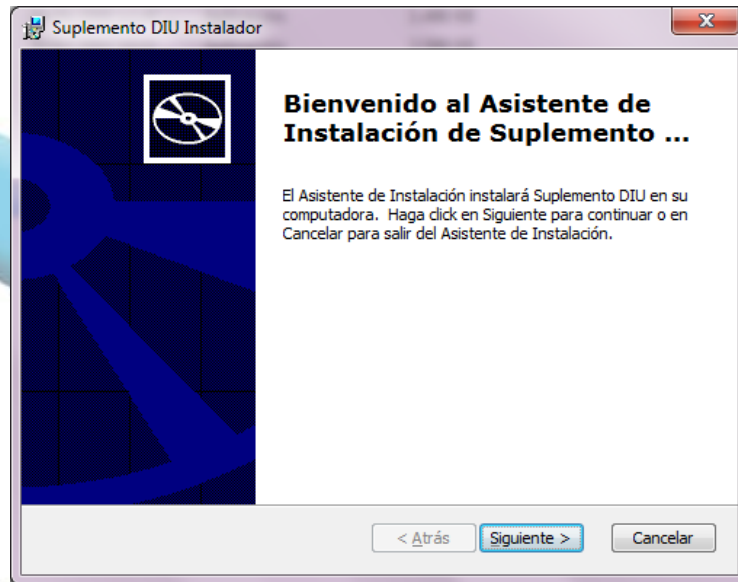 Suplemento DIU Instalador
Bienvenido al Asistente de
Instalación de Suplemento ...
El Asistente de Instalación instalará Suplemento DIU en su
computadora. Haga click en Siguiente para continuar o en
Cancelar para salir del Asistente de Instalación.
< Atrás
Siguiente >
Cancelar